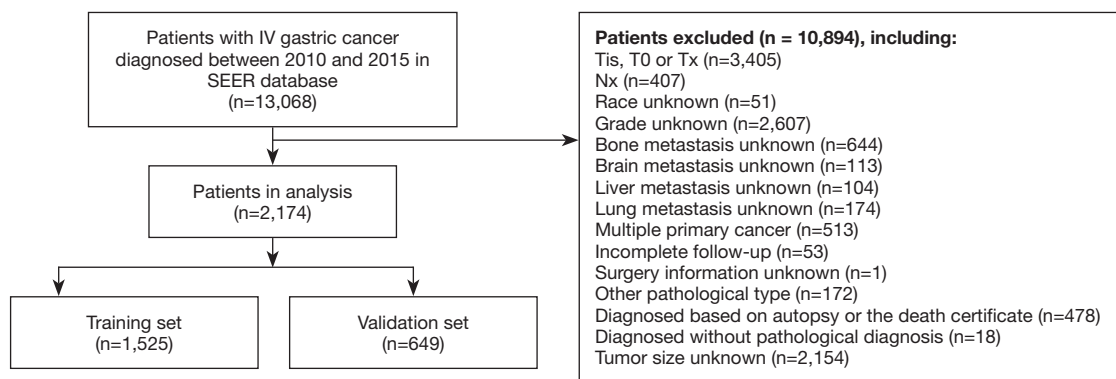 Patients with IV gastric cancer
diagnosed between 2010 and 2015 in
SEER database
(n=13,068)
Patients in analysis
(n=2,174)
Training set
(n=1,525)
Validation set
(n=649)
Patients excluded (n = 10,894), including:
Tis, T0 or Tx (n=3,405)
Nx (n=407)
Race unknown (n=51)
Grade unknown (n=2,607)
Bone metastasis unknown (n=644)
Brain metastasis unknown (n=113)
Liver metastasis unknown (n=104)
Lung metastasis unknown (n=174)
Multiple primary cancer (n=513)
Incomplete follow-up (n=53)
Surgery information unknown (n=1)
Other pathological type (n=172)
Diagnosed based on autopsy or the death certificate (n=478)
Diagnosed without pathological diagnosis (n=18)
Tumor size unknown (n=2,154)